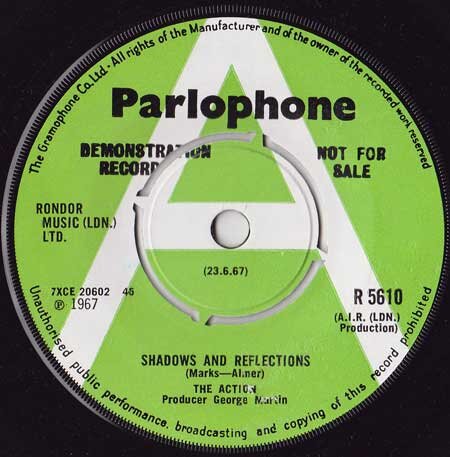 The Gramophone Co. Ltd.· All rights of the Manufacturer and of the owner of the recorded work reserved
Parlophone
DEMONSTRATION NOT FOR
RECORD SALE
RONDOR
MUSIC (LDN.)
LTD.
(23.6.67)
7XCE 20602 45
℗ 1967
R 5610
(A.I.R. (LDN.)
Production)
SHADOWS AND REFLECTIONS
(Marks—Almer)
THE ACTION
Producer George Martin
Unauthorised public performance, broadcasting and copying of this record prohibited